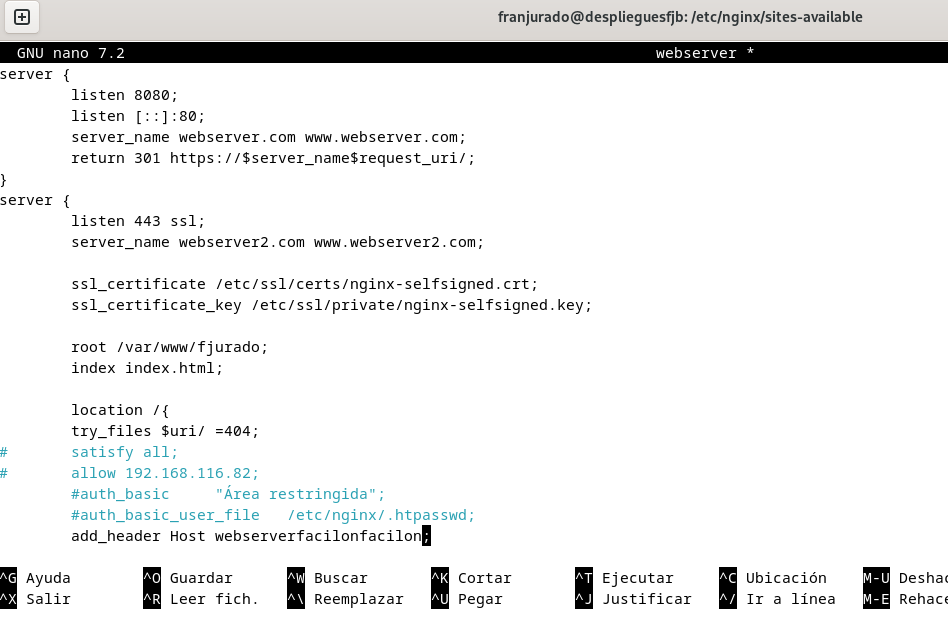 franjurado@desplieguesfjb: /etc/nginx/sites-available
GNU nano 7.2 webserver *
server {
listen 8080;
listen [::]:80;
server_name webserver.com www.webserver.com;
return 301 https://$server_name$request_uri/;
}
server {
listen 443 ssl;
server_name webserver2.com www.webserver2.com;
ssl_certificate /etc/ssl/certs/nginx-selfsigned.crt;
ssl_certificate_key /etc/ssl/private/nginx-selfsigned.key;
root /var/www/fjurado;
index index.html;
location /{
try_files $uri/ =404;
# satisfy all;
# allow 192.168.116.82;
#auth_basic "Área restringida";
#auth_basic_user_file /etc/nginx/.htpasswd;
add_header Host webserverfacilonfacilon;
^G Ayuda ^O Guardar ^W Buscar ^K Cortar ^T Ejecutar ^C Ubicación M-U Deshac
^X Salir ^R Leer fich. ^\ Reemplazar ^U Pegar ^J Justificar ^/ Ir a línea M-E Rehace